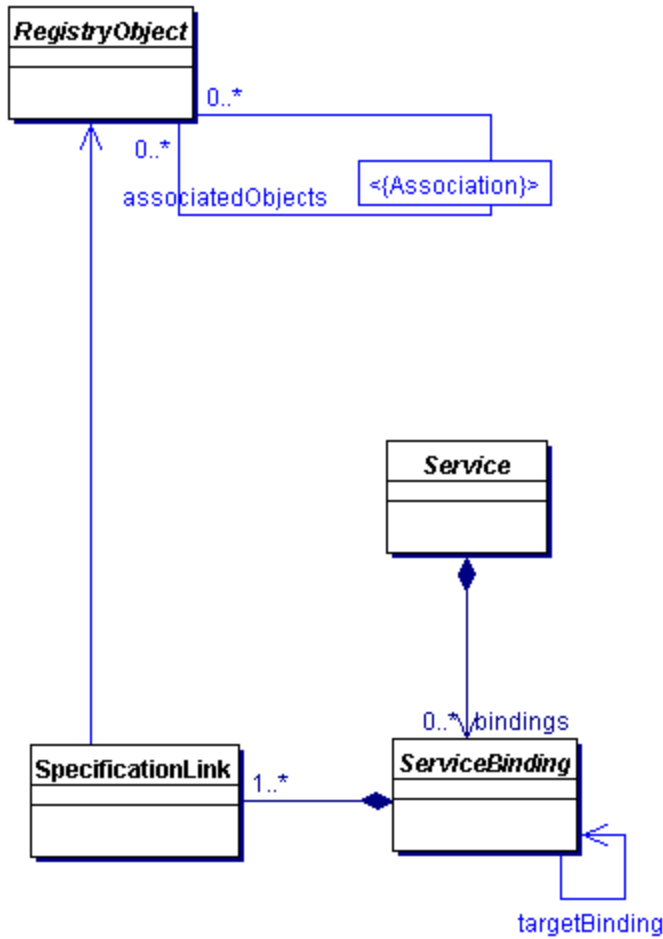 RegistryObject
0..*
0..*
<{Association}>
associatedObjects
Service
0..*
bindings
SpecificationLink
1..*
ServiceBinding
targetBinding